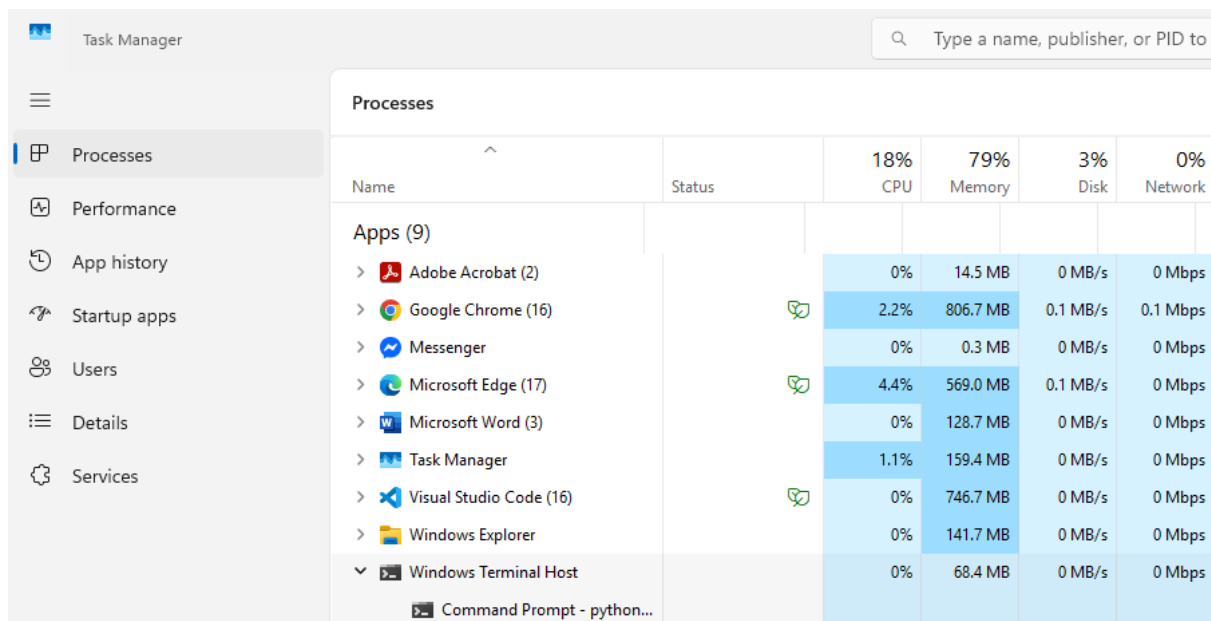 Task Manager
Type a name, publisher, or PID to
Processes
Performance
App history
Startup apps
Users
Details
Services
Processes
18% 79% 3% 0%
Name Status CPU Memory Disk Network
Apps (9)
Adobe Acrobat (2) 0% 14.5 MB 0 MB/s 0 Mbps
Google Chrome (16) 2.2% 806.7 MB 0.1 MB/s 0.1 Mbps
Messenger 0% 0.3 MB 0 MB/s 0 Mbps
Microsoft Edge (17) 4.4% 569.0 MB 0.1 MB/s 0 Mbps
Microsoft Word (3) 0% 128.7 MB 0 MB/s 0 Mbps
Task Manager 1.1% 159.4 MB 0 MB/s 0 Mbps
Visual Studio Code (16) 0% 746.7 MB 0 MB/s 0 Mbps
Windows Explorer 0% 141.7 MB 0 MB/s 0 Mbps
Windows Terminal Host 0% 68.4 MB 0 MB/s 0 Mbps
Command Prompt - python...